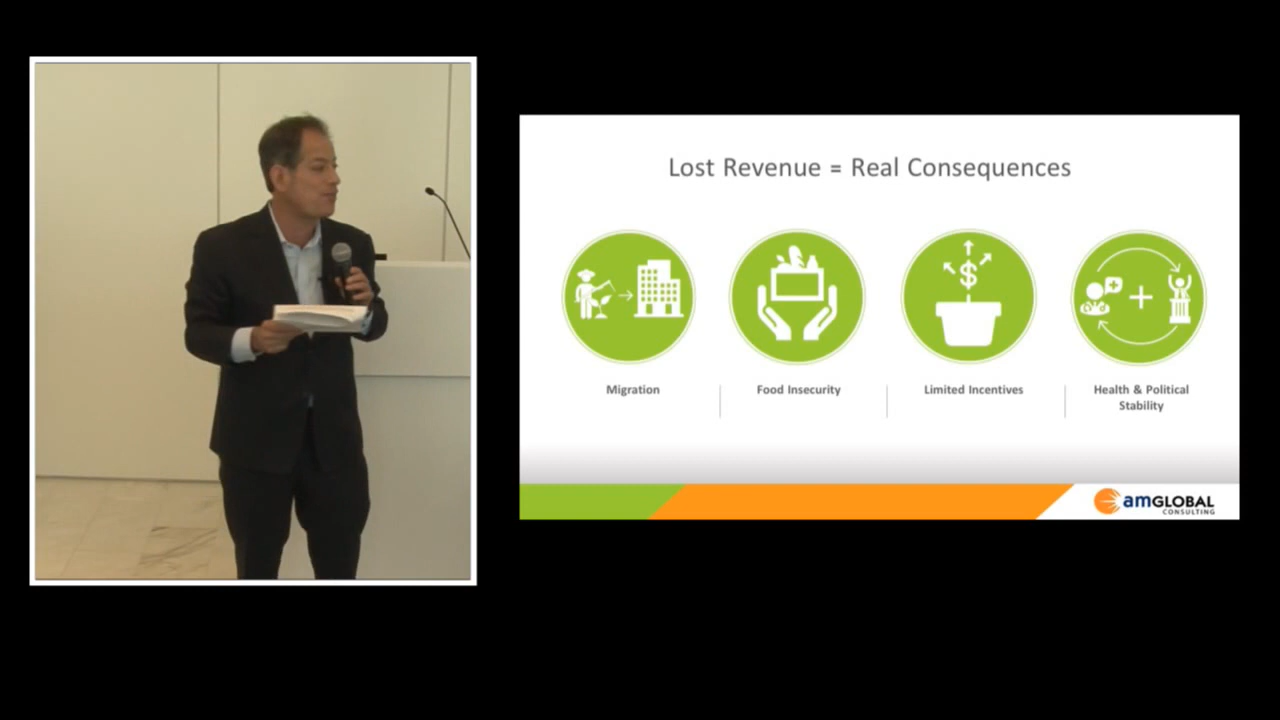 Lost Revenue = Real Consequences
$
Migration
Food Insecurity
Limited Incentives
Health & Political
Stability
amGLOBAL
CONSULTING